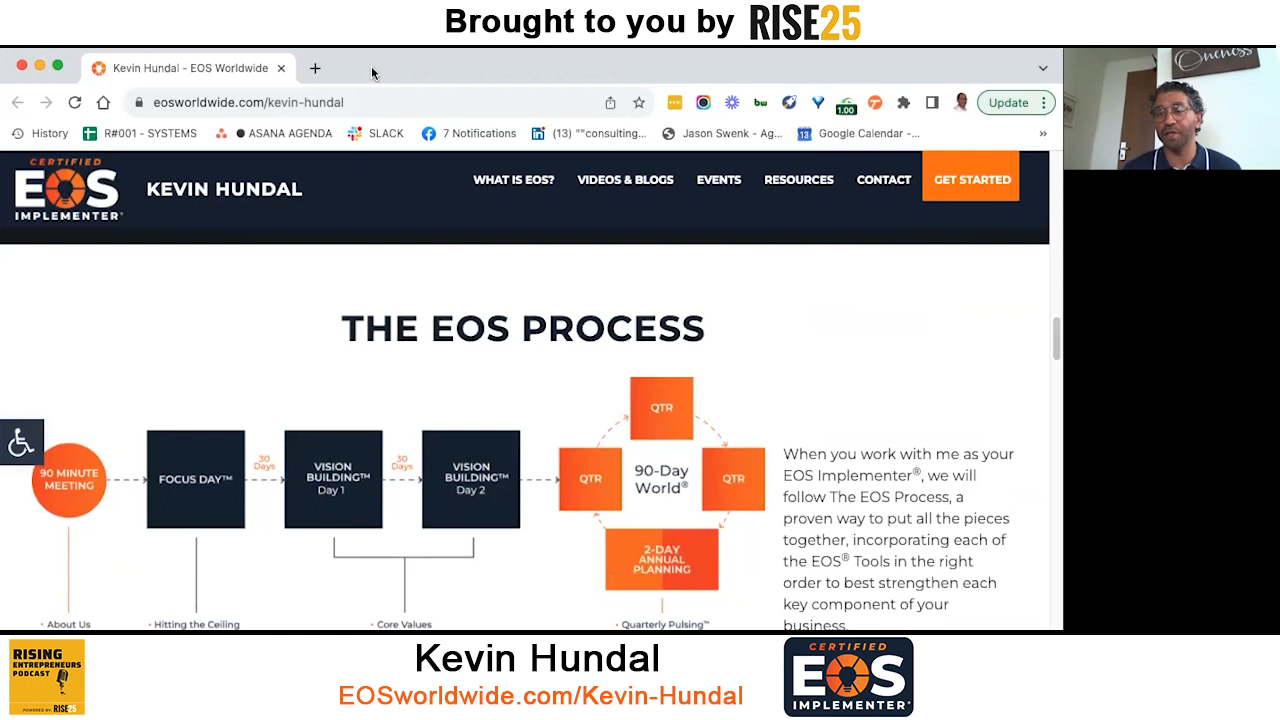 Brought to you by RISE25
Kevin Hundal - EOS Worldwide
eosworldwide.com/kevin-hundal
1.00
Update
History
R#001 - SYSTEMS
ASANA AGENDA
SLACK
7 Notifications
(13) ""consulting...
Jason Swenk - Ag...
13
Google Calendar -...
»
Oneness
CERTIFIED
EOS
IMPLEMENTER®
KEVIN HUNDAL
WHAT IS EOS?
VIDEOS & BLOGS
EVENTS
RESOURCES
CONTACT
GET STARTED
THE EOS PROCESS
90 MINUTE
MEETING
FOCUS DAY™
30
Days
VISION
BUILDING™
Day 1
30
Days
VISION
BUILDING™
Day 2
QTR
QTR
90-Day
World®
QTR
2-DAY
ANNUAL
PLANNING
When you work with me as your
EOS Implementer®, we will
follow The EOS Process, a
proven way to put all the pieces
together, incorporating each of
the EOS® Tools in the right
order to best strengthen each
key component of your
business.
• About Us
• Hitting the Ceiling
• Core Values
• Quarterly Pulsing™
RISING
ENTREPRENEURS
PODCAST
POWERED BY RISE25
Kevin Hundal
EOSworldwide.com/Kevin-Hundal
CERTIFIED
EOS
IMPLEMENTER®